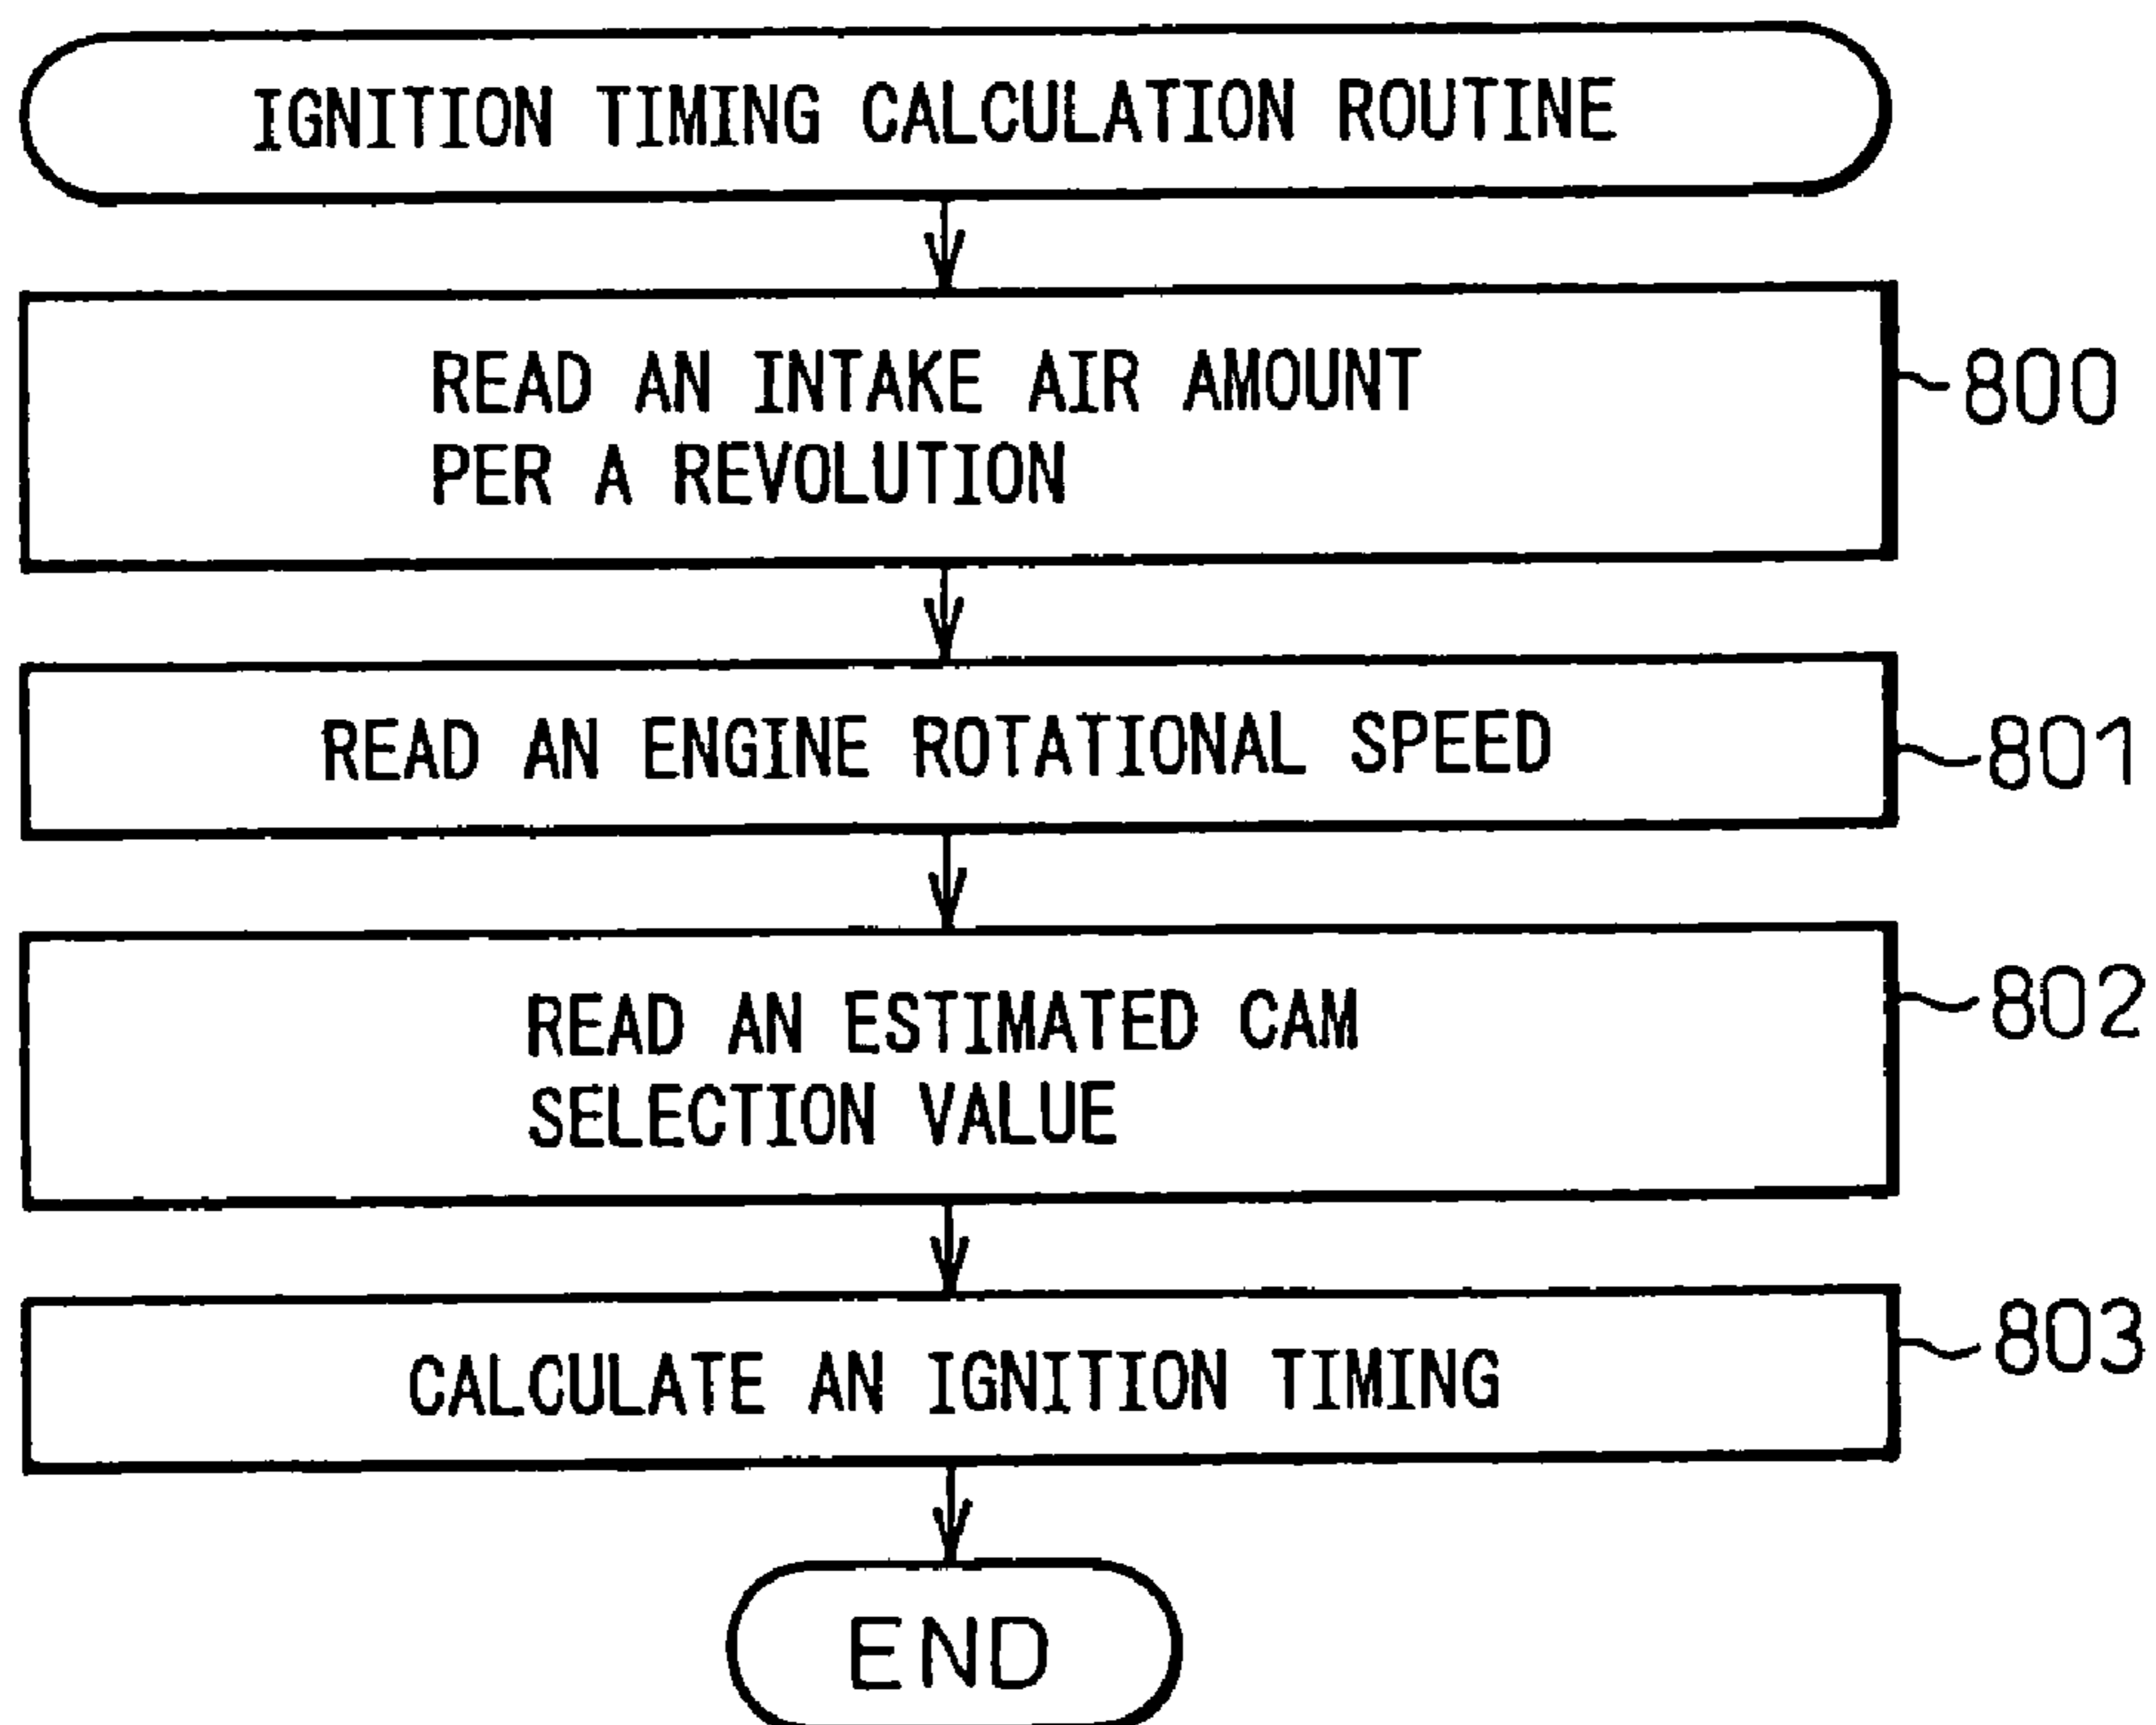 IGNITION TIMING CALCULATION ROUTINE
READ AN INTAKE AIR AMOUNT
PER A REVOLUTION
800
READ AN ENGINE ROTATIONAL SPEED
801
READ AN ESTIMATED CAM
SELECTION VALUE
802
CALCULATE AN IGNITION TIMING
803
END